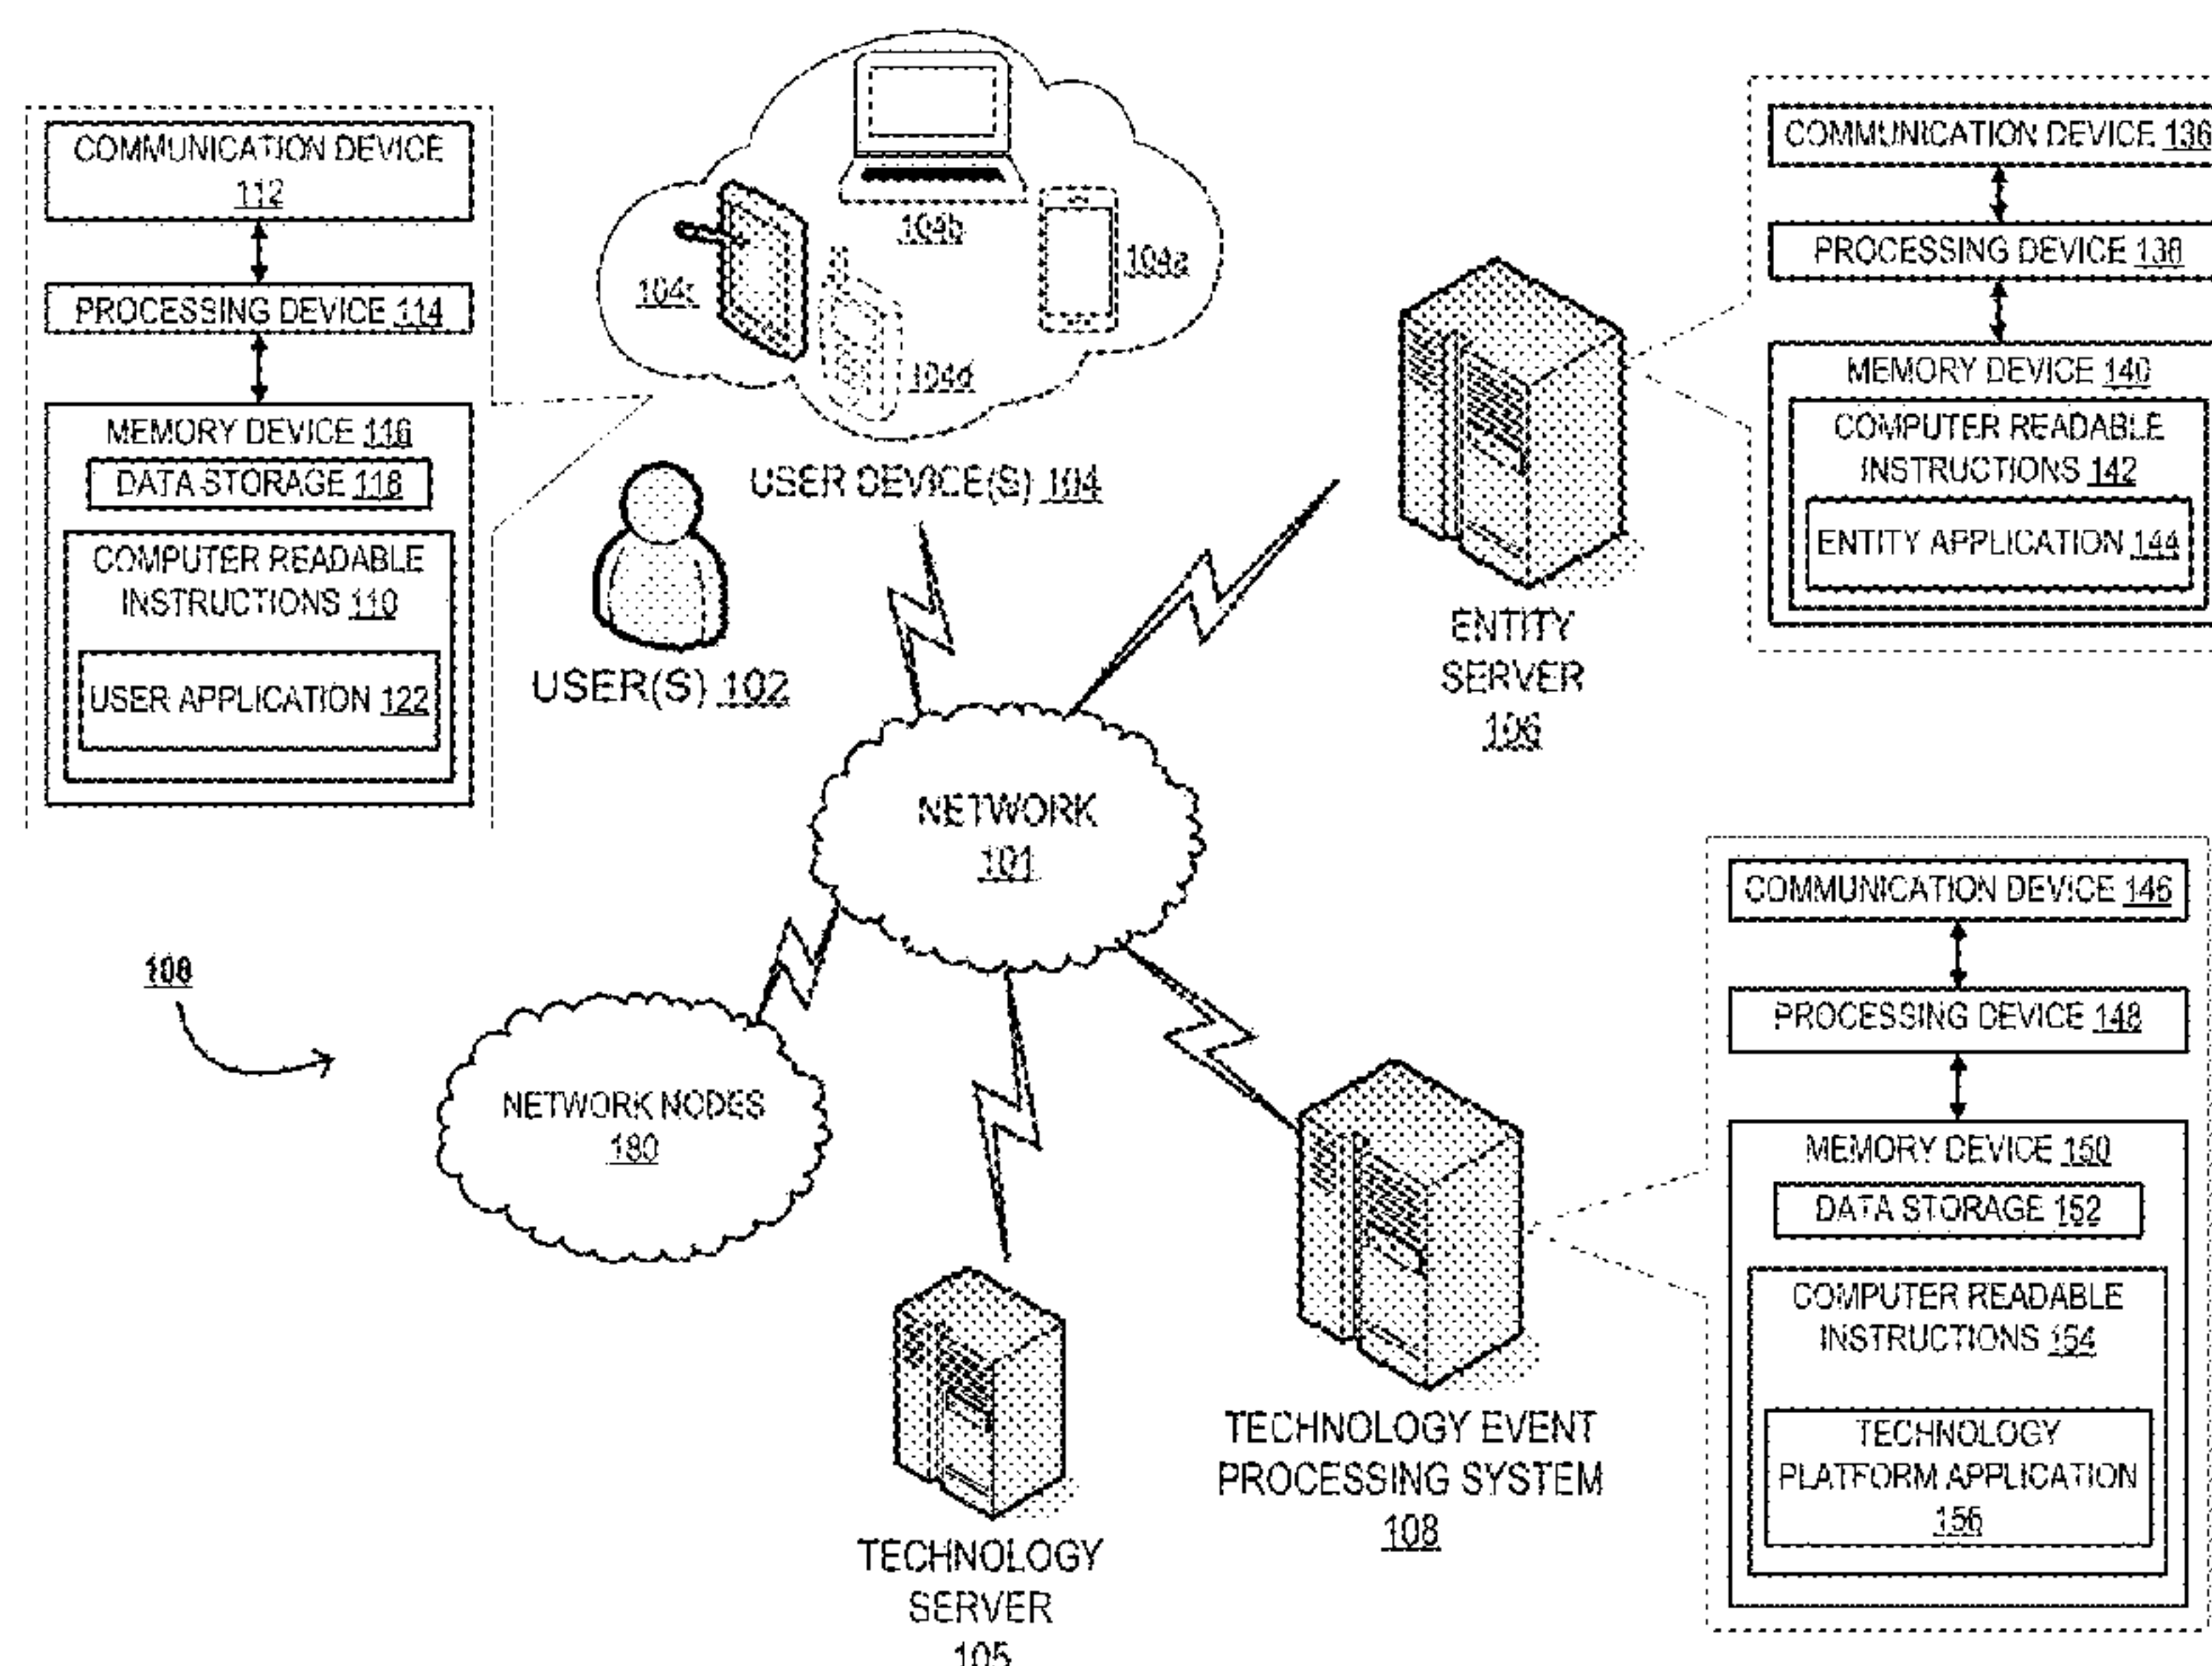 COMMUNICATION DEVICE
112
PROCESSING DEVICE 114
MEMORY DEVICE 116
DATA STORAGE 118
COMPUTER READABLE
INSTRUCTIONS 110
USER APPLICATION 122
104b
104a
104c
104d
USER DEVICE(S) 104
USER(S) 102
COMMUNICATION DEVICE 136
PROCESSING DEVICE 138
MEMORY DEVICE 140
COMPUTER READABLE
INSTRUCTIONS 142
ENTITY APPLICATION 144
ENTITY
SERVER
106
NETWORK
101
100
NETWORK NODES
180
TECHNOLOGY
SERVER
105
TECHNOLOGY EVENT
PROCESSING SYSTEM
108
COMMUNICATION DEVICE 146
PROCESSING DEVICE 148
MEMORY DEVICE 150
DATA STORAGE 152
COMPUTER READABLE
INSTRUCTIONS 154
TECHNOLOGY
PLATFORM APPLICATION
156